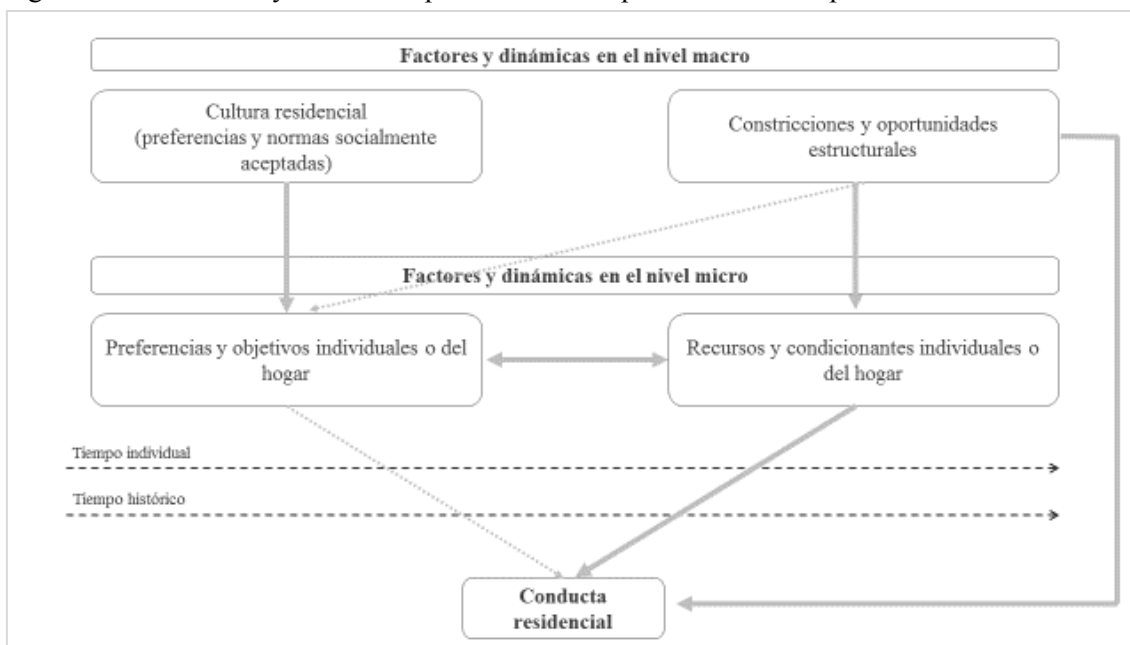 Factores y dinámicas en el nivel macro
Cultura residencial
(preferencias y normas socialmente
aceptadas)
Constricciones y oportunidades
estructurales
Factores y dinámicas en el nivel micro
Preferencias y objetivos individuales o del
hogar
Recursos y condicionantes individuales o
del hogar
Tiempo individual
Tiempo histórico
Conducta
residencial